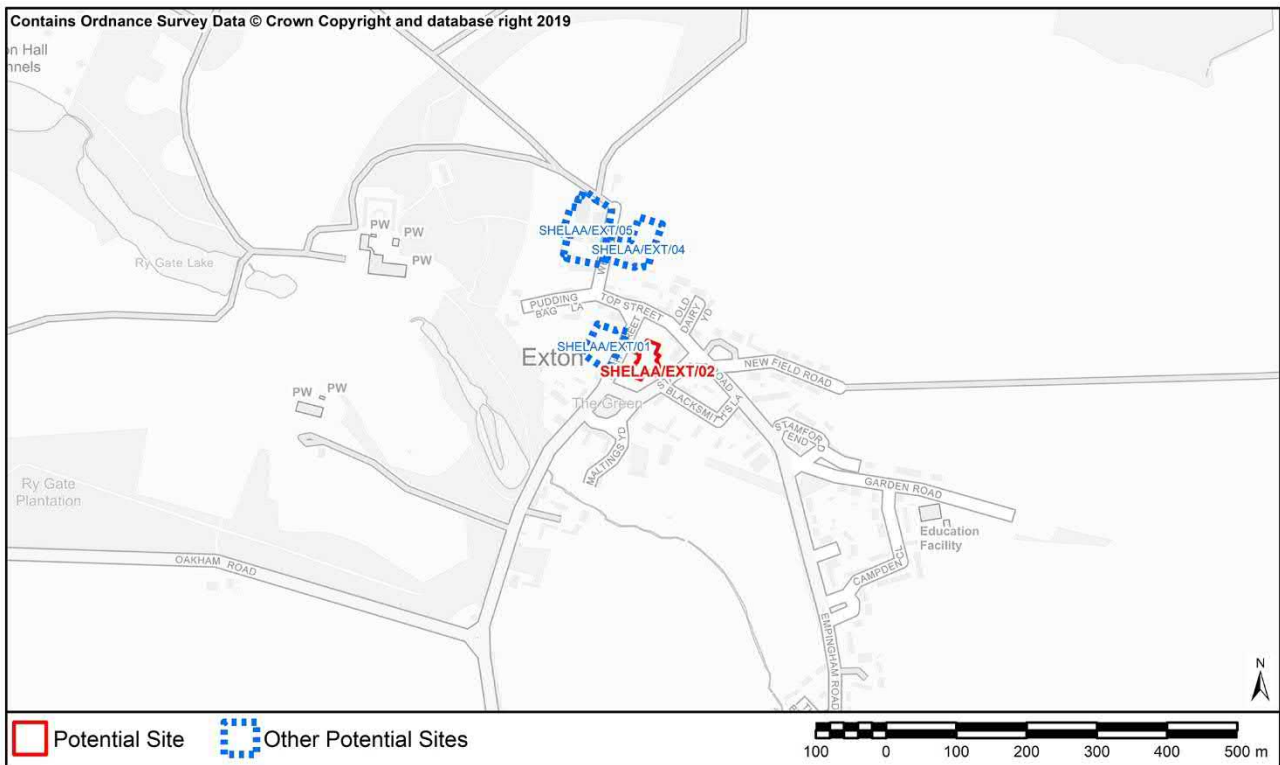 Contains Ordnance Survey Data © Crown Copyright and database right 2019
on Hall
nnels
PW
PW
PW
Ry Gate Lake
SHELAA/EXT/05
SHELAA/EXT/04
PUDDING
BAG LA
TOP STREET
OLD
DAIRY
YD
SHELAA/EXT/01
Exton
SHELAA/EXT/02
ROAD
NEW FIELD ROAD
The Green
BLACKSMITH'S LA
PW
PW
STAMFORD
END
MALTINGS YD
GARDEN ROAD
Ry Gate
Plantation
Education
Facility
OAKHAM ROAD
CAMPDEN CL
EMPINGHAM ROAD
N
Potential Site
Other Potential Sites
100 0 100 200 300 400 500 m